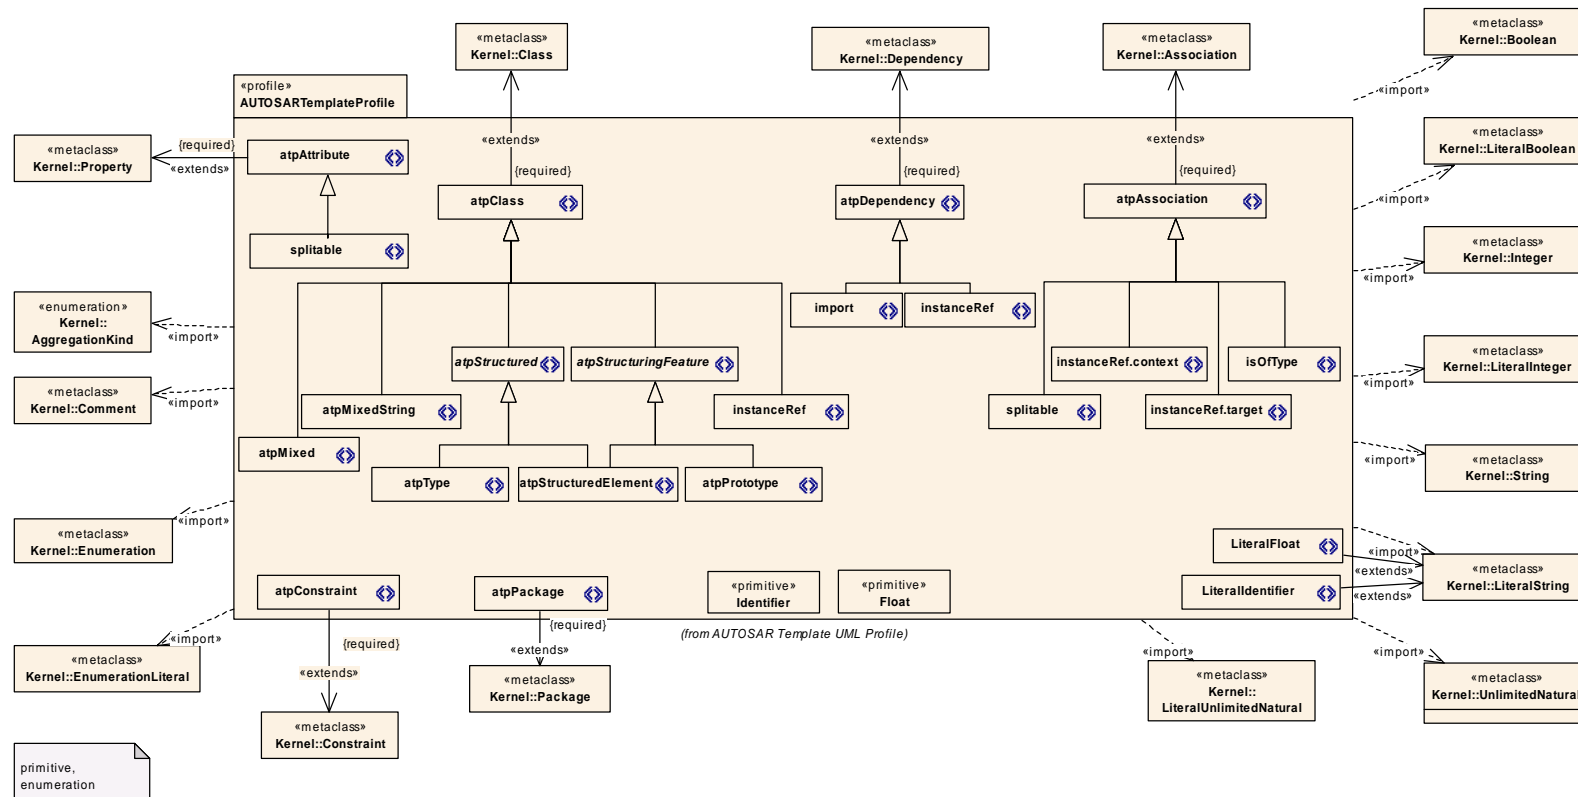 «metaclass»
Kernel::Class
«metaclass»
Kernel::Dependency
«metaclass»
Kernel::Association
«metaclass»
Kernel::Boolean
«import»
«profile»
AUTOSARTemplateProfile
«metaclass»
Kernel::Property
{required}
«extends»
atpAttribute
splitable
«extends»
{required}
atpClass
«extends»
{required}
atpDependency
«extends»
{required}
atpAssociation
«metaclass»
Kernel::LiteralBoolean
«import»
«metaclass»
Kernel::Integer
«import»
«enumeration»
Kernel::
AggregationKind
«import»
import
instanceRef
atpStructured
atpStructuringFeature
instanceRef.context
isOfType
«metaclass»
Kernel::LiteralInteger
«import»
«metaclass»
Kernel::Comment
«import»
atpMixedString
instanceRef
splitable
instanceRef.target
atpMixed
atpType
atpStructuredElement
atpPrototype
«metaclass»
Kernel::String
«import»
«metaclass»
Kernel::Enumeration
«import»
LiteralFloat
«import»
«extends»
«metaclass»
Kernel::LiteralString
LiteralIdentifier
«extends»
atpConstraint
atpPackage
«primitive»
Identifier
«primitive»
Float
{required}
(from AUTOSAR Template UML Profile)
«metaclass»
Kernel::EnumerationLiteral
«import»
{required}
«extends»
«extends»
«metaclass»
Kernel::Package
«import»
«metaclass»
Kernel::
LiteralUnlimitedNatural
«import»
«metaclass»
Kernel::UnlimitedNatural
«metaclass»
Kernel::Constraint
primitive,
enumeration